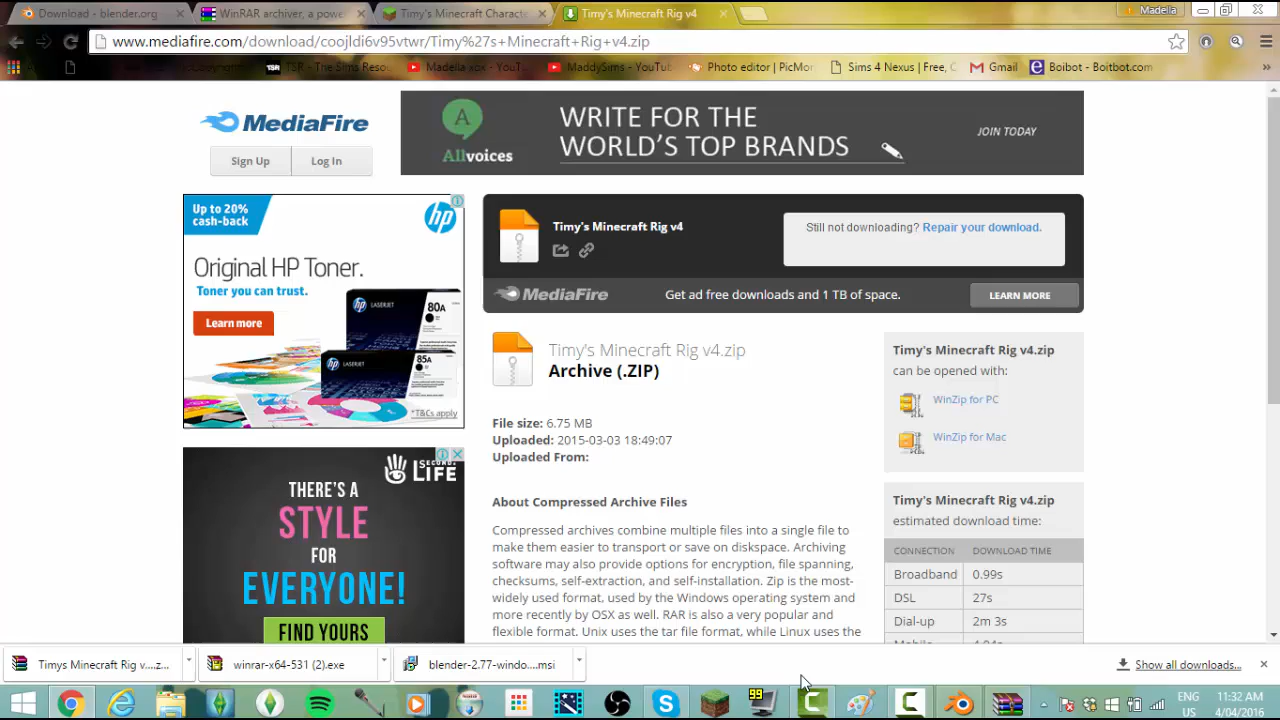 Download - blender.org
WinRAR archiver, a pow
Timy's Minecraft Characte
Timy's Minecraft Rig v4
Madella
www.mediafire.com/download/coojldi6v95vtwr/Timy%27s+Minecraft+Rig+v4.zip
TSR - The Sims Resou
Madella xox - YouT
MaddySims - YouTub
Photo editor | PicMor
Sims 4 Nexus | Free, C
Gmail
Boibot - Boitbot.com
»
MediaFire
Sign Up
Log In
A
Allvoices
WRITE FOR THE
WORLD'S TOP BRANDS
JOIN TODAY
Up to 20%
cash-back
hp
Original HP Toner.
Toner you can trust.
Learn more
LASERJET
80A
LASERJET
85A
*T&Cs apply
Timy's Minecraft Rig v4
Still not downloading? Repair your download.
MediaFire
Get ad free downloads and 1 TB of space.
LEARN MORE
Timy's Minecraft Rig v4.zip
Archive (.ZIP)
File size: 6.75 MB
Uploaded: 2015-03-03 18:49:07
Uploaded From:
About Compressed Archive Files
Compressed archives combine multiple files into a single file to
make them easier to transport or save on diskspace. Archiving
software may also provide options for encryption, file spanning,
checksums, self-extraction, and self-installation. Zip is the most-
widely used format, used by the Windows operating system and
more recently by OSX as well. RAR is also a very popular and
flexible format. Unix uses the tar file format, while Linux uses the
Timy's Minecraft Rig v4.zip
can be opened with:
WinZip for PC
WinZip for Mac
Timy's Minecraft Rig v4.zip
estimated download time:
CONNECTION DOWNLOAD TIME
Broadband 0.99s
DSL 27s
Dial-up 2m 3s
SECOND LIFE
THERE'S A
STYLE
FOR
EVERYONE!
FIND YOURS
Timys Minecraft Rig v....z...
winrar-x64-531 (2).exe
blender-2.77-windo....msi
Show all downloads...
99
ENG
US
11:32 AM
4/04/2016